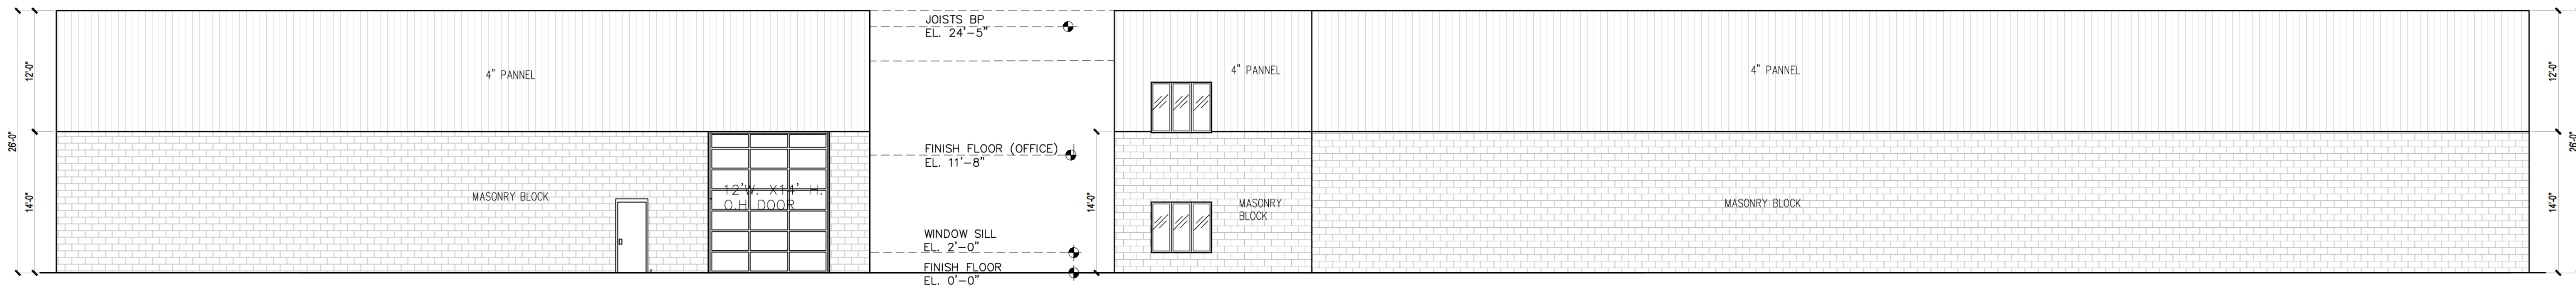 26'-0"
12'-0"
14'-0"
4" PANNEL
MASONRY BLOCK
12'W. X14' H.
O.H. DOOR
JOISTS BP
EL. 24'-5"
FINISH FLOOR (OFFICE)
EL. 11'-8"
WINDOW SILL
EL. 2'-0"
FINISH FLOOR
EL. 0'-0"
14'-0"
4" PANNEL
MASONRY
BLOCK
4" PANNEL
MASONRY BLOCK
12'-0"
14'-0"
26'-0"